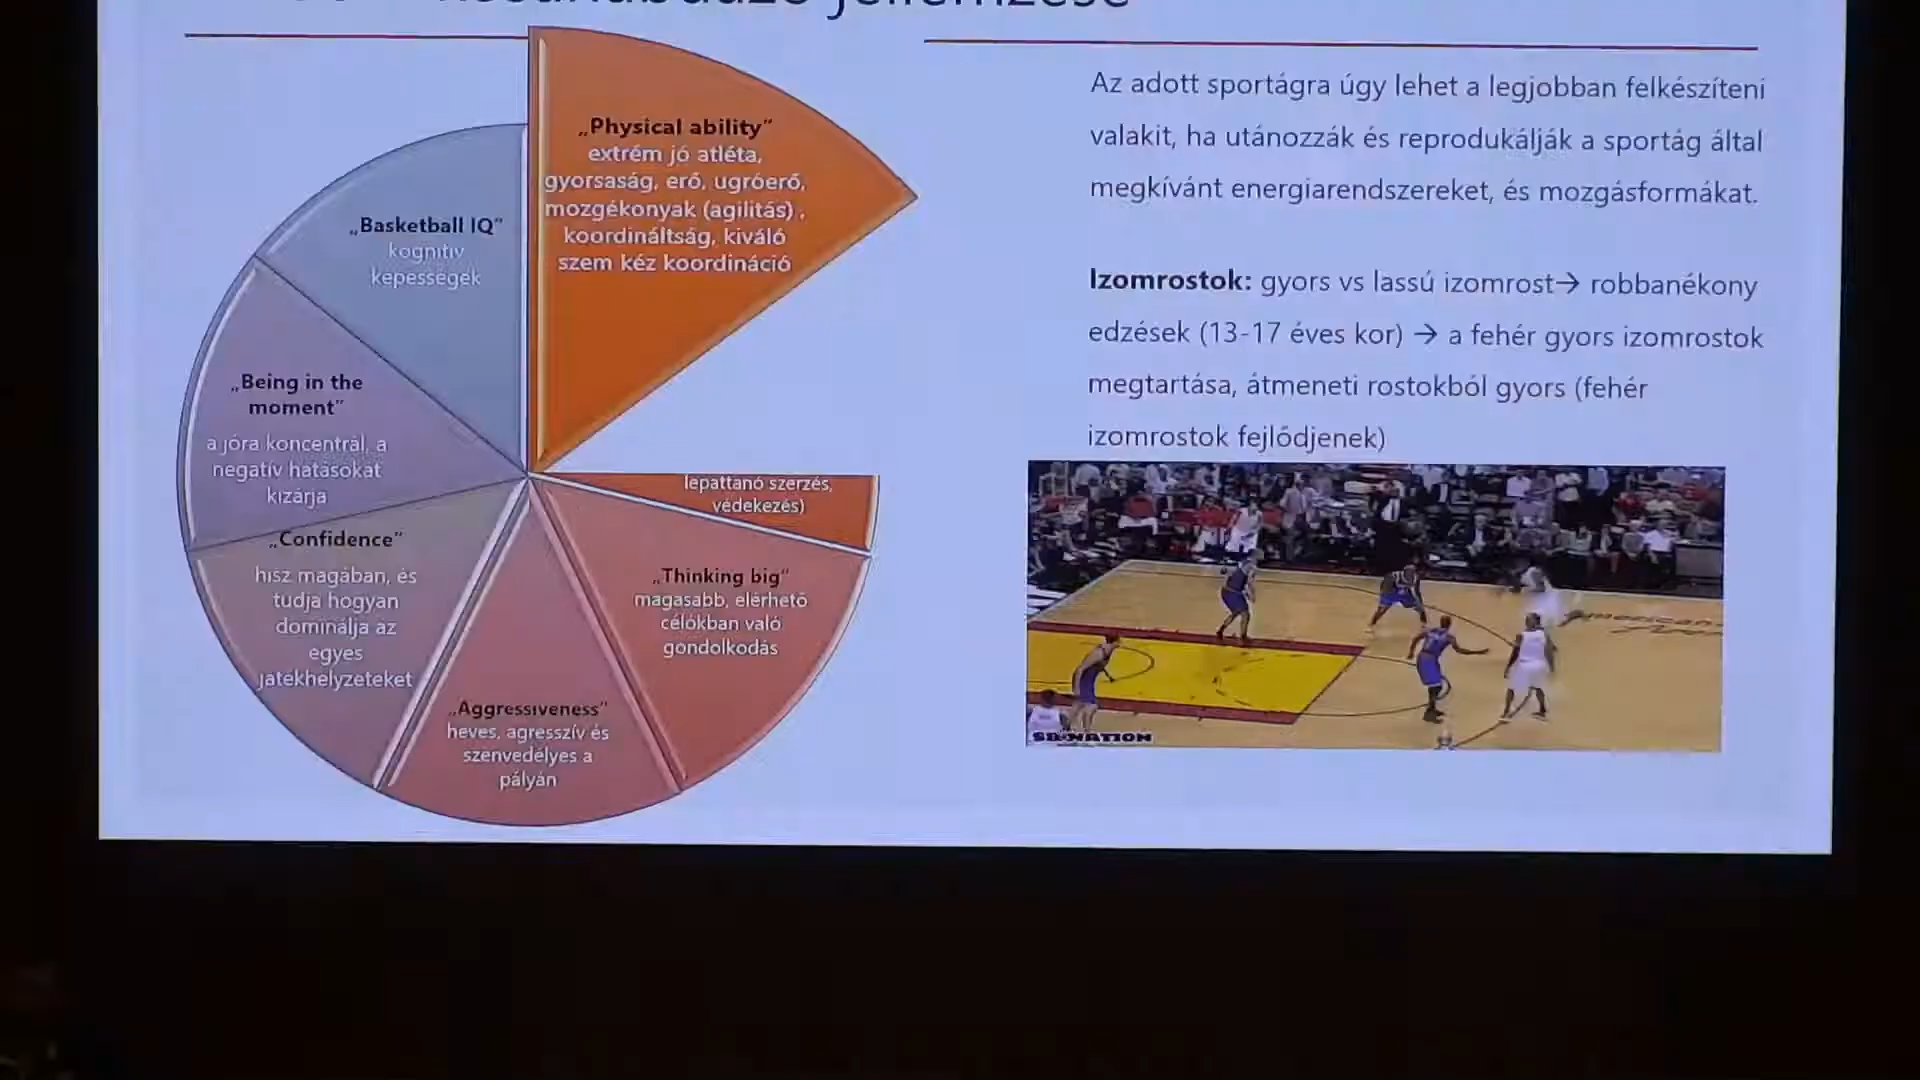 „Physical ability"
extrém jó atléta,
gyorsaság, erő, ugróerő,
mozgékonyak (agilitás) ,
koordináltság, kiváló
szem kéz koordináció
„Basketball IQ"
kognitív
képességek
„Being in the
moment"
a jóra koncentrál, a
negatív hatásokat
kizárja
„Confidence"
hisz magában, és
tudja hogyan
dominálja az
egyes
játékhelyzeteket
„Aggressiveness"
heves, agresszív és
szenvedélyes a
pályán
„Thinking big"
magasabb, elérhető
célokban való
gondolkodás
lepattanó szerzés,
védekezés)
Az adott sportágra úgy lehet a legjobban felkészíteni
valakit, ha utánozzák és reprodukálják a sportág által
megkívánt energiarendszereket, és mozgásformákat.
Izomrostok: gyors vs lassú izomrost→ robbanékony
edzések (13-17 éves kor) → a fehér gyors izomrostok
megtartása, átmeneti rostokból gyors (fehér
izomrostok fejlődjenek)
American
SB NATION